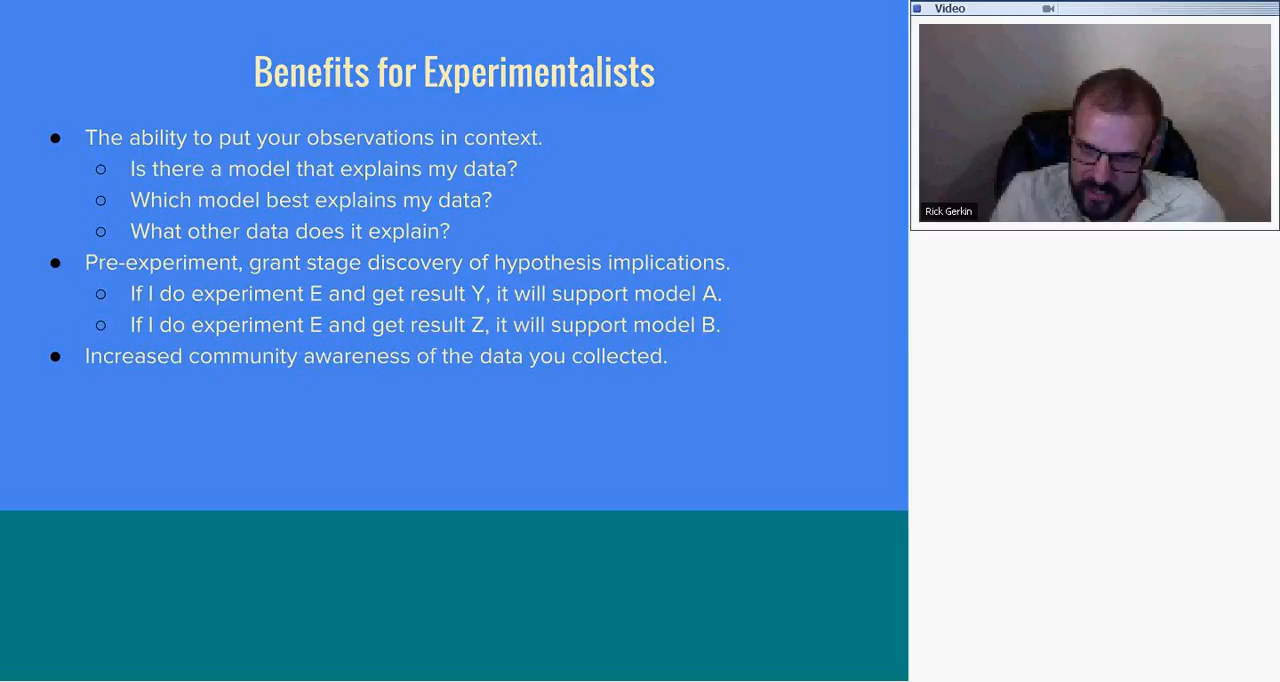 Benefits for Experimentalists
● The ability to put your observations in context.
○ Is there a model that explains my data?
○ Which model best explains my data?
○ What other data does it explain?
● Pre-experiment, grant stage discovery of hypothesis implications.
○ If I do experiment E and get result Y, it will support model A.
○ If I do experiment E and get result Z, it will support model B.
● Increased community awareness of the data you collected.
Video
Rick Gerkin